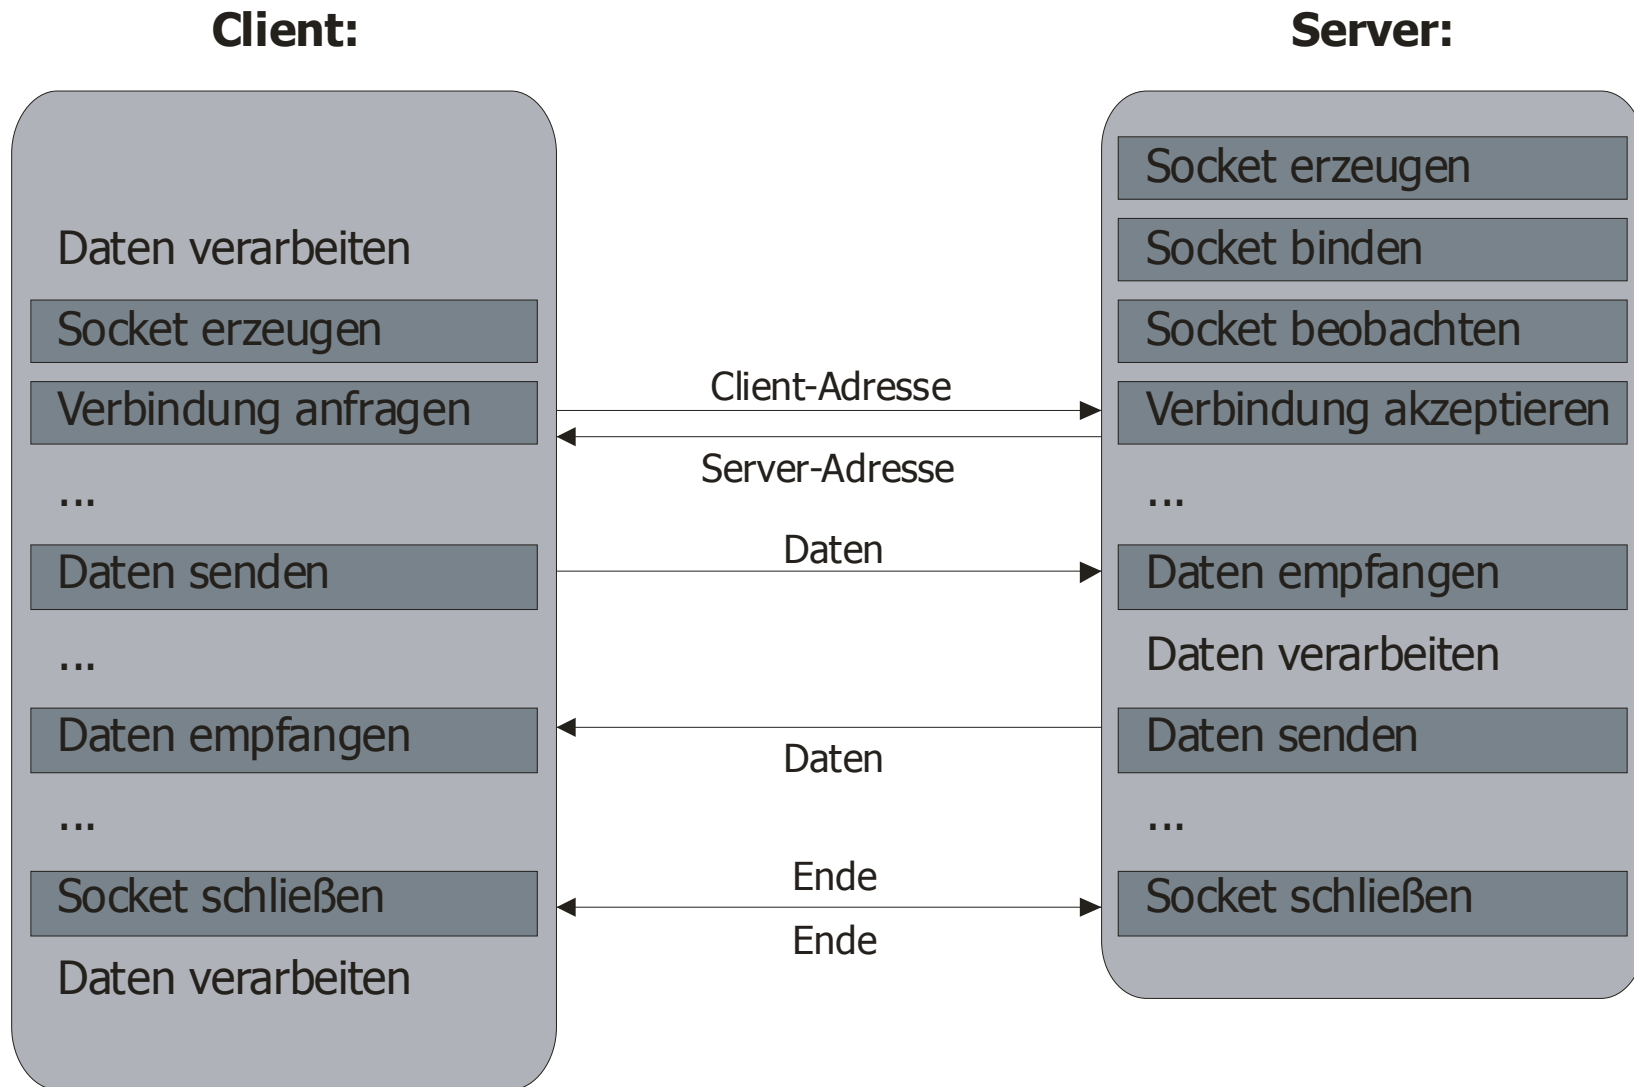 Client:
Server:
Daten verarbeiten
Socket erzeugen
Verbindung anfragen
...
Daten senden
...
Daten empfangen
...
Socket schließen
Daten verarbeiten
Client-Adresse
Server-Adresse
Daten
Daten
Ende
Ende
Socket erzeugen
Socket binden
Socket beobachten
Verbindung akzeptieren
...
Daten empfangen
Daten verarbeiten
Daten senden
...
Socket schließen